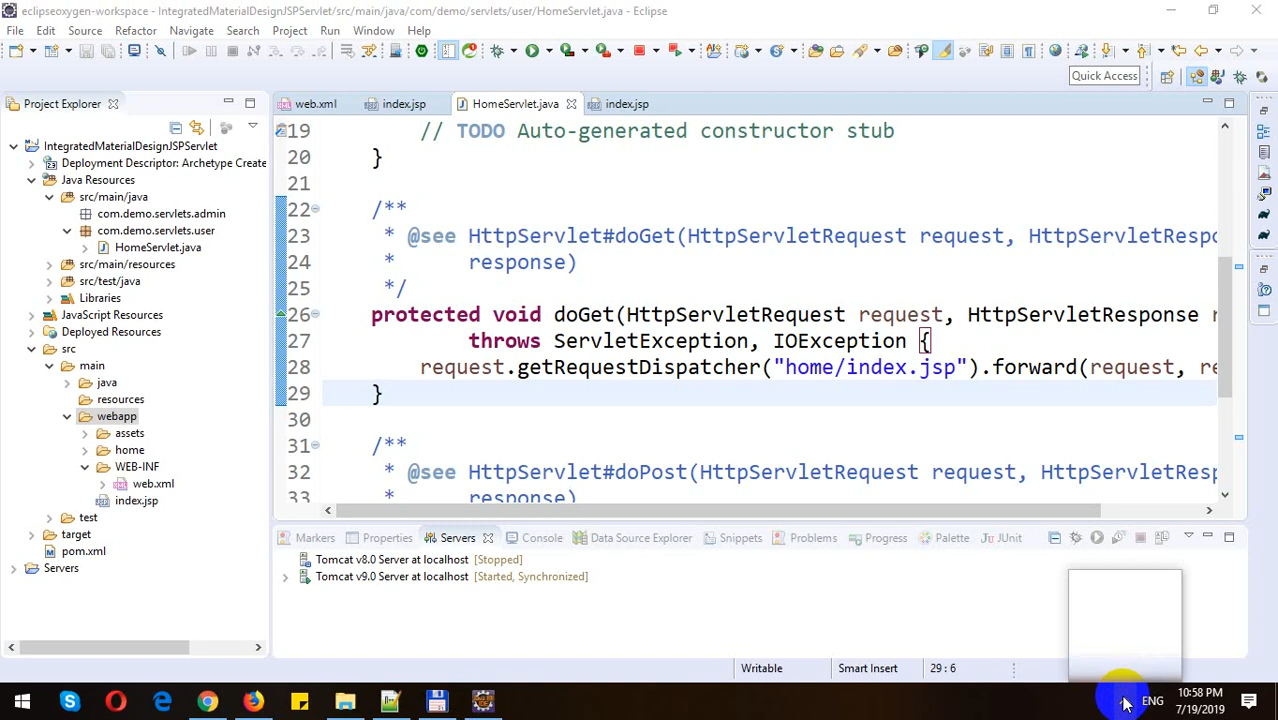 eclipseoxygen-workspace - IntegratedMaterialDesignJSPServlet/src/main/java/com/demo/servlets/user/HomeServlet.java - Eclipse
File Edit Source Refactor Navigate Search Project Run Window Help
Quick Access
Project Explorer
IntegratedMaterialDesignJSPServlet
Deployment Descriptor: Archetype Create
Java Resources
src/main/java
com.demo.servlets.admin
com.demo.servlets.user
HomeServlet.java
src/main/resources
src/test/java
Libraries
JavaScript Resources
Deployed Resources
src
main
java
resources
webapp
assets
home
WEB-INF
web.xml
index.jsp
test
target
pom.xml
Servers
web.xml index.jsp HomeServlet.java index.jsp
19 // TODO Auto-generated constructor stub
20 }
21
22 /**
23 * @see HttpServlet#doGet(HttpServletRequest request, HttpServletRespo
24 * response)
25 */
26 protected void doGet(HttpServletRequest request, HttpServletResponse r
27 throws ServletException, IOException {
28 request.getRequestDispatcher("home/index.jsp").forward(request, re
29 }
30
31 /**
32 * @see HttpServlet#doPost(HttpServletRequest request, HttpServletResp
33 * response)
Markers Properties Servers Console Data Source Explorer Snippets Problems Progress Palette JUnit
Tomcat v8.0 Server at localhost [Stopped]
Tomcat v9.0 Server at localhost [Started, Synchronized]
Writable Smart Insert 29 : 6
ENG
10:58 PM
7/19/2019